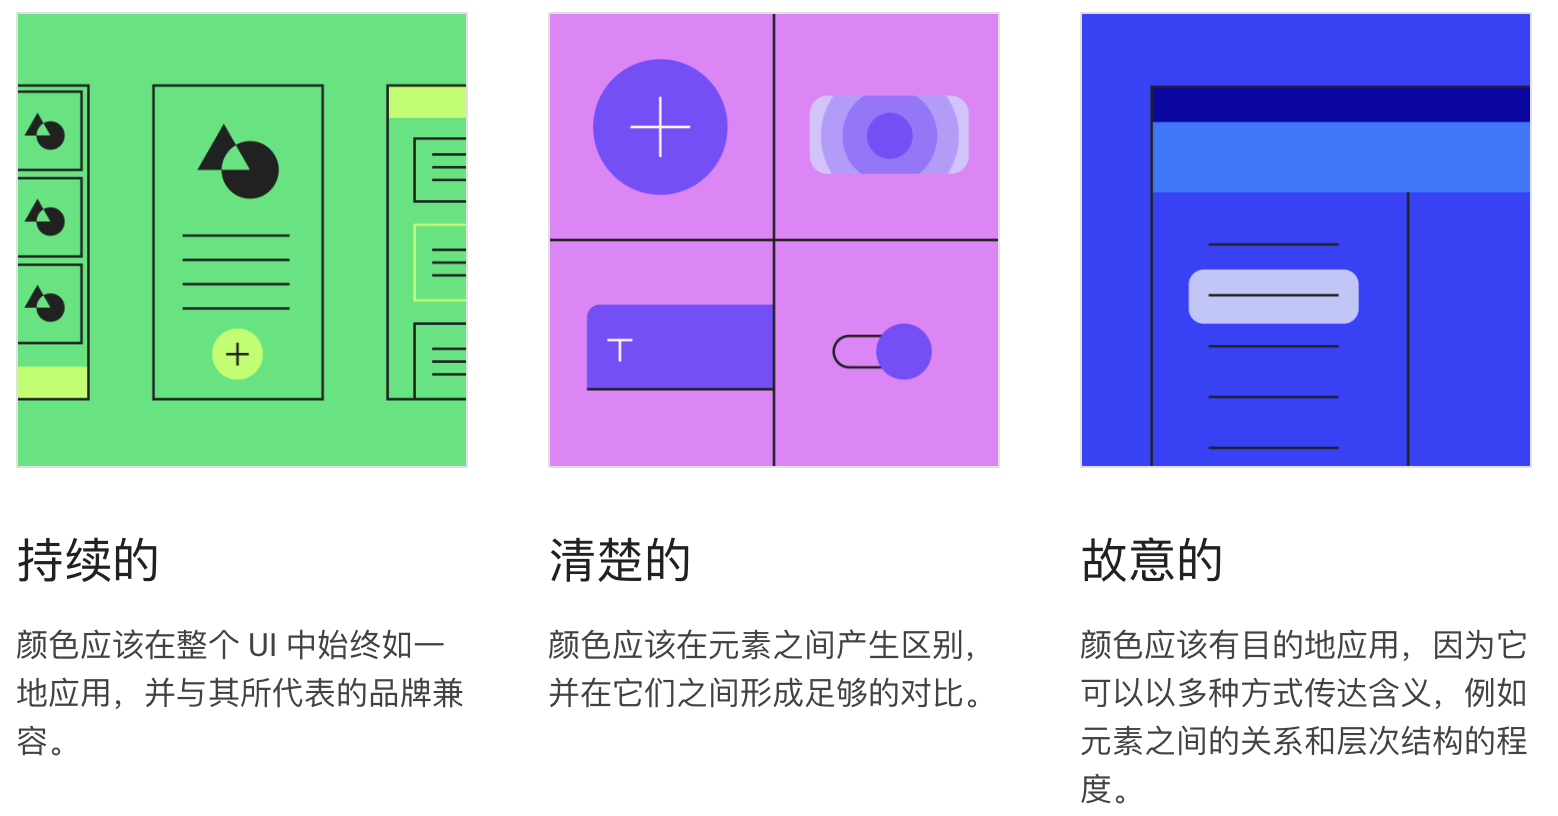 持续的
颜色应该在整个 UI 中始终如一
地应用，并与其所代表的品牌兼
容。
清楚的
颜色应该在元素之间产生区别，
并在它们之间形成足够的对比。
故意的
颜色应该有目的地应用，因为它
可以以多种方式传达含义，例如
元素之间的关系和层次结构的程
度。